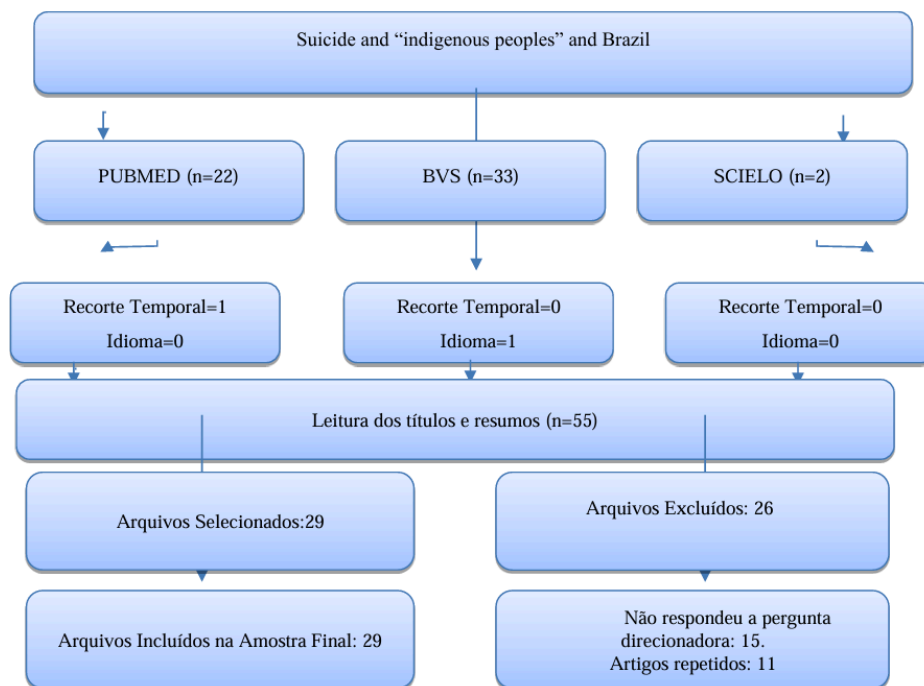 Suicide and “indigenous peoples” and Brazil
PUBMED (n=22)
BVS (n=33)
SCIELO (n=2)
Recorte Temporal=1
Idioma=0
Recorte Temporal=0
Idioma=1
Recorte Temporal=0
Idioma=0
Leitura dos títulos e resumos (n=55)
Arquivos Selecionados:29
Arquivos Excluídos: 26
Arquivos Incluídos na Amostra Final: 29
Não respondeu a pergunta
direcionadora: 15.
Artigos repetidos: 11